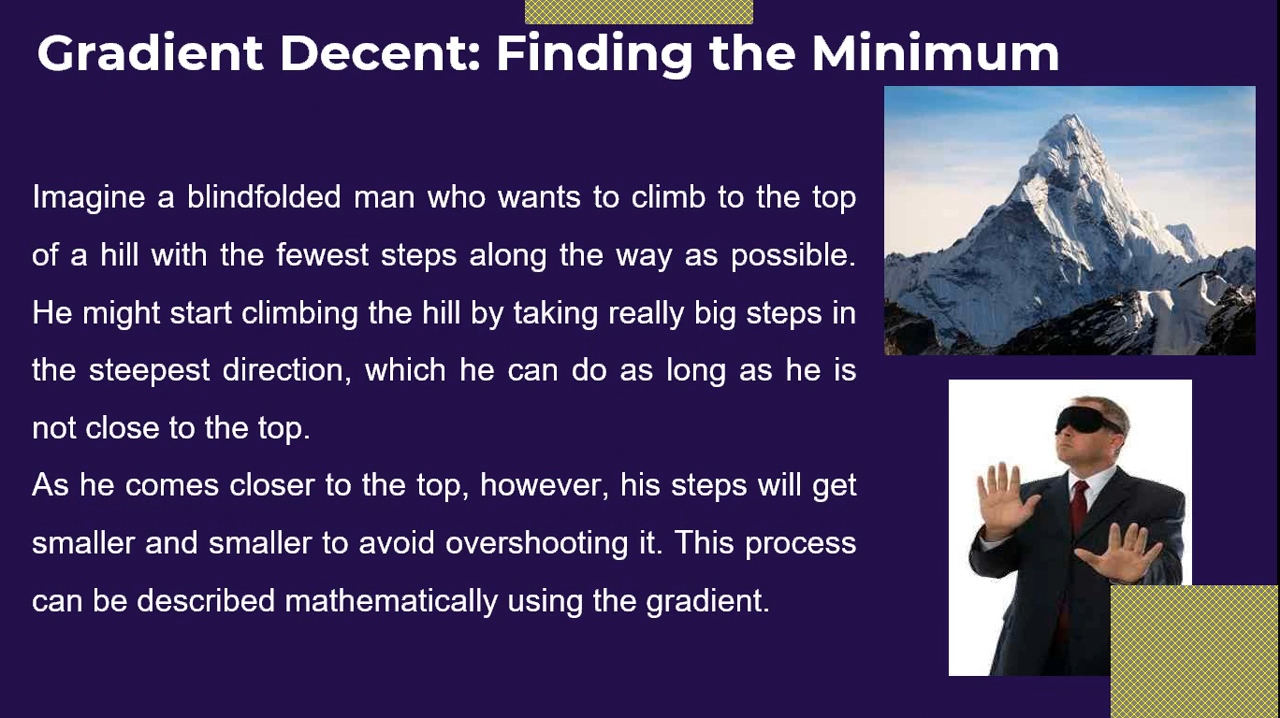 Gradient Decent: Finding the Minimum
Imagine a blindfolded man who wants to climb to the top
of a hill with the fewest steps along the way as possible.
He might start climbing the hill by taking really big steps in
the steepest direction, which he can do as long as he is
not close to the top.
As he comes closer to the top, however, his steps will get
smaller and smaller to avoid overshooting it. This process
can be described mathematically using the gradient.